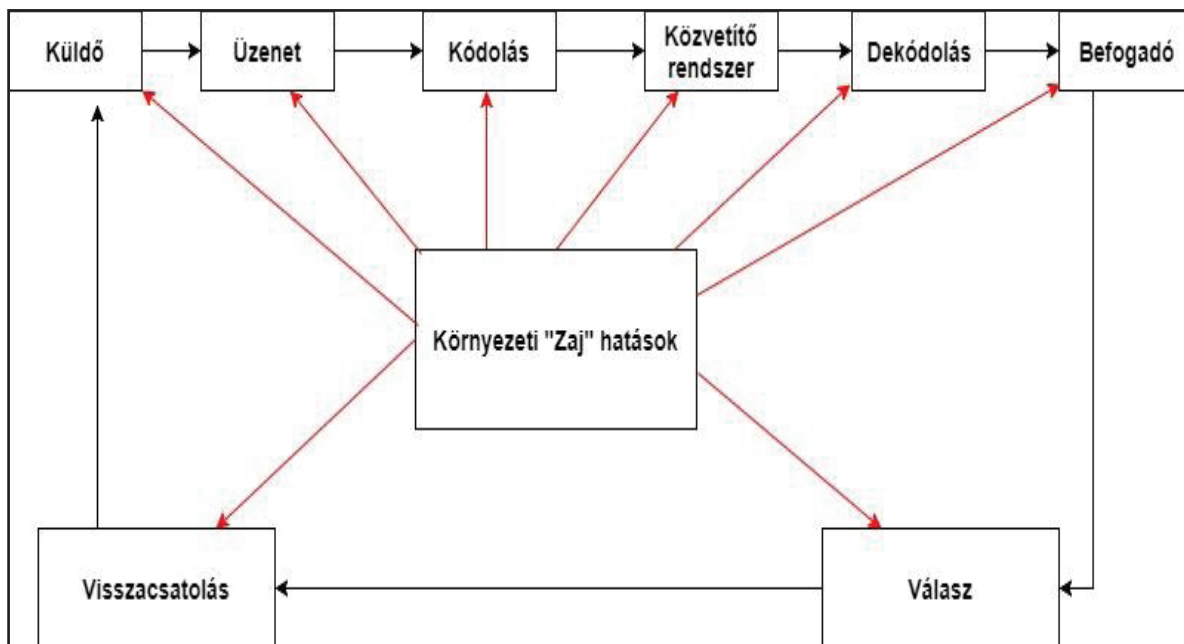 Küldő
Üzenet
Kódolás
Közvetítő
rendszer
Dekódolás
Befogadó
Környezeti "Zaj" hatások
Visszacsatolás
Válasz